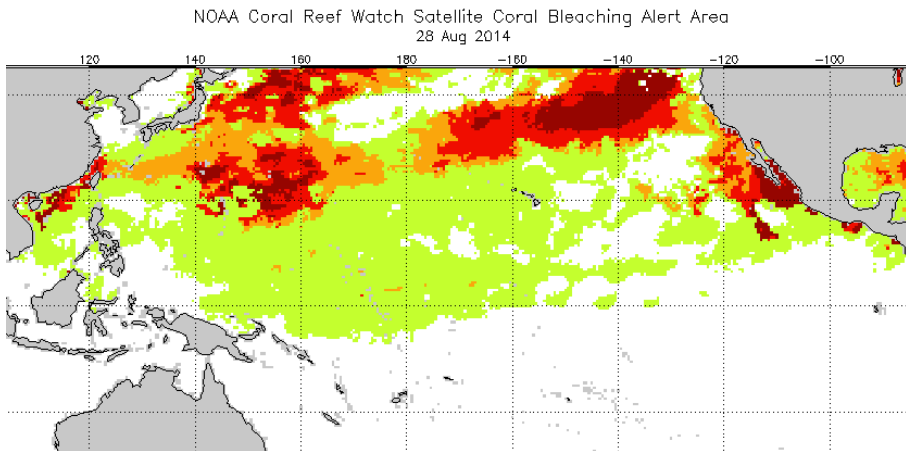 NOAA Coral Reef Watch Satellite Coral Bleaching Alert Area
28 Aug 2014
120 140 160 180 −160 −140 −120 −100